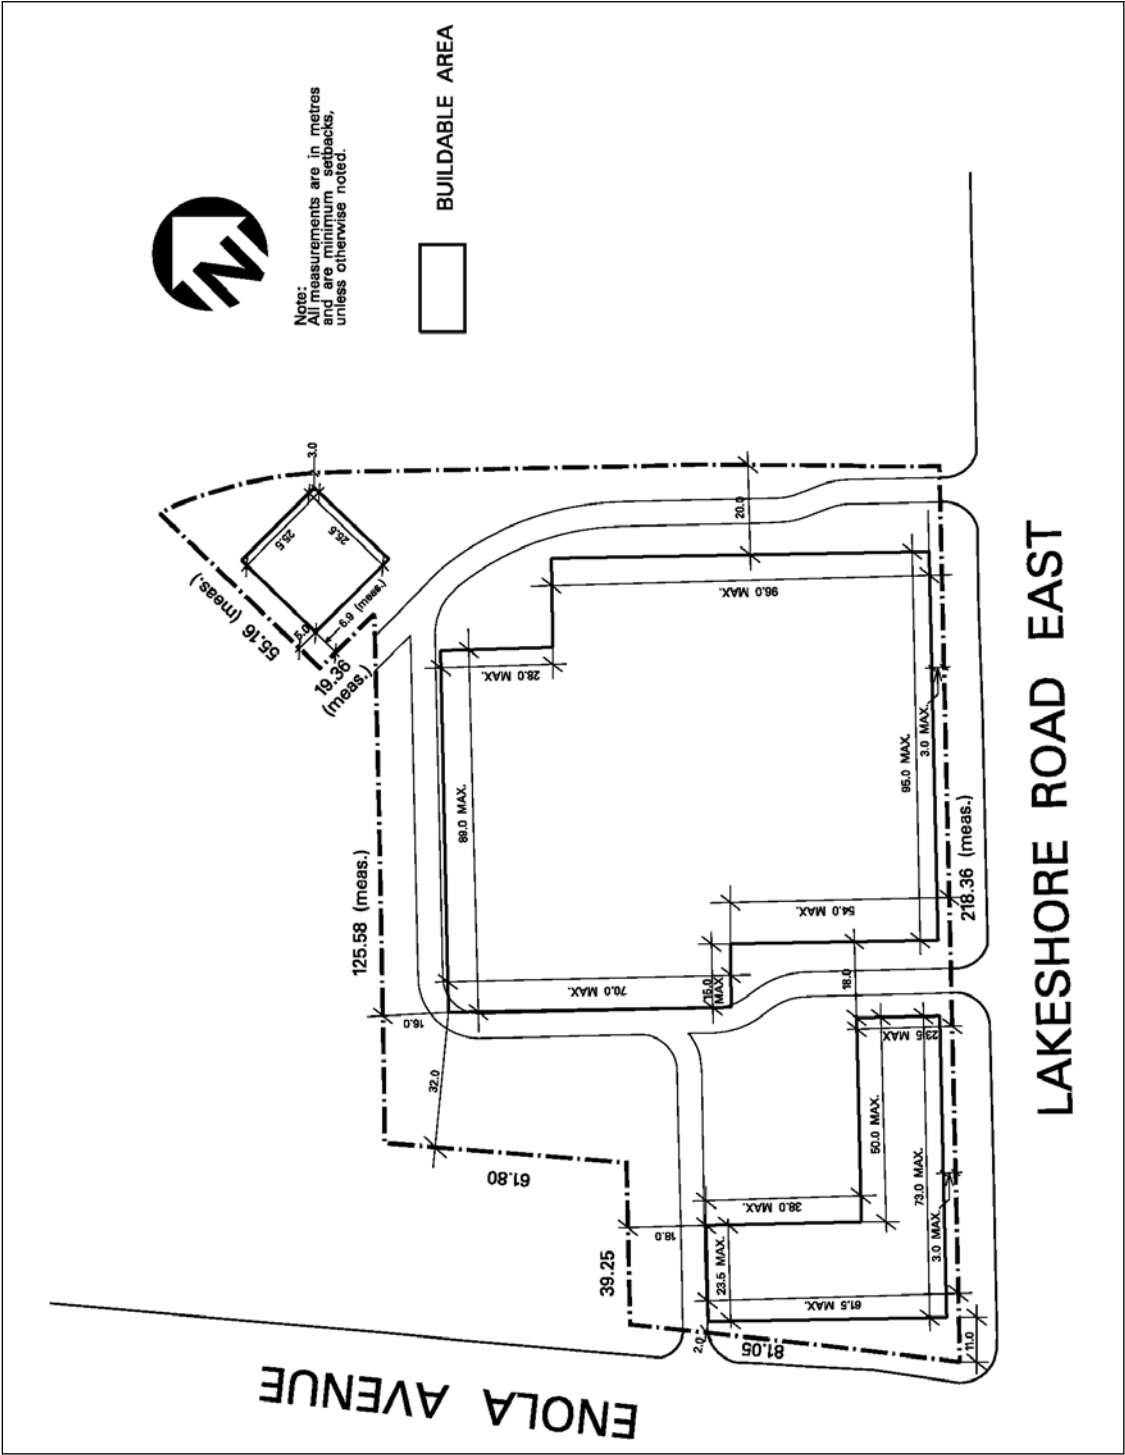 Note:
All measurements are in metres
and are minimum setbacks,
unless otherwise noted.
BUILDABLE AREA
N
3.0
25.5
25.5
55.16 (meas.)
5.0
6.9 (meas.)
19.36
(meas.)
20.0
96.0 MAX.
28.0 MAX.
89.0 MAX.
95.0 MAX.
3.0 MAX.
125.58 (meas.)
218.36 (meas.)
54.0 MAX.
15.0
MAX
70.0 MAX.
18.0
16.0
32.0
23.5 MAX
50.0 MAX.
73.0 MAX.
3.0 MAX.
61.80
38.0 MAX.
18.0
39.25
23.5 MAX.
61.5 MAX.
2.0
81.05
11.0
LAKESHORE ROAD EAST
ENOLA AVENUE